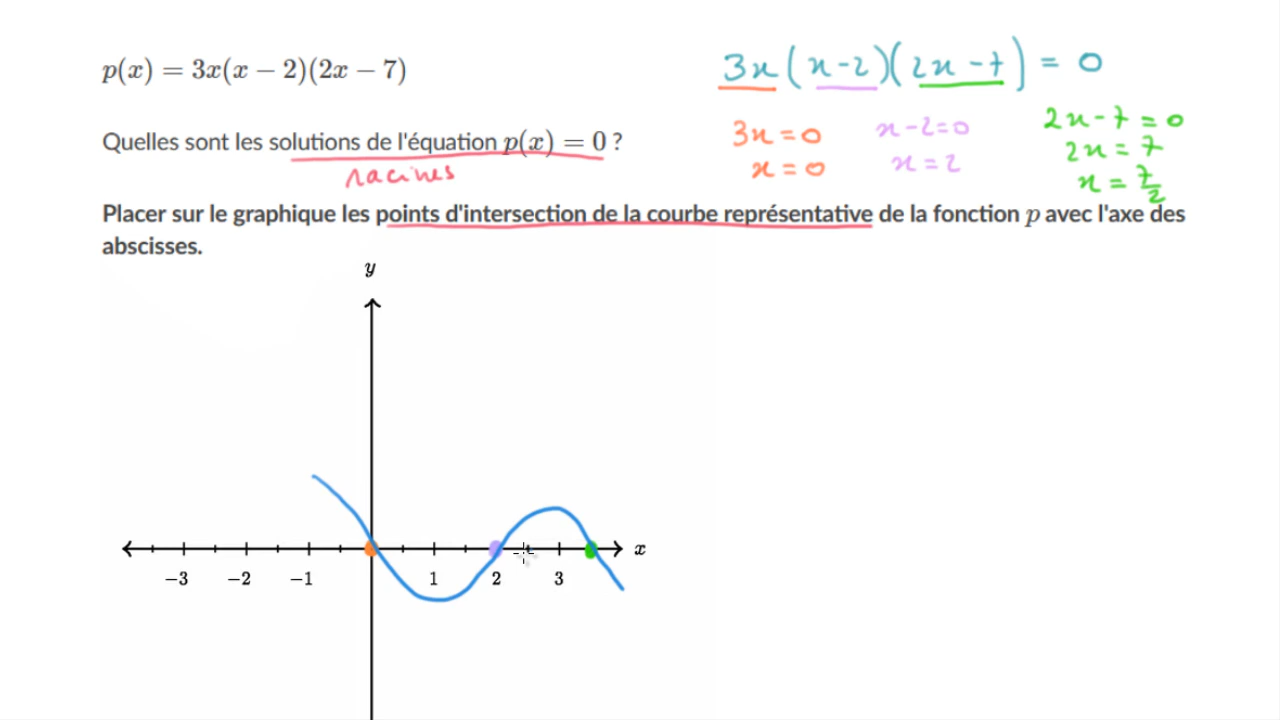 p(x) = 3x(x − 2)(2x − 7)
3x(x-2)(2x-7) = 0
3x=0
x=0
x-2=0
x=2
2x-7=0
2x=7
x=7/2
Quelles sont les solutions de l'équation p(x) = 0 ?
racines
Placer sur le graphique les points d'intersection de la courbe représentative de la fonction p avec l'axe des
abscisses.
y
x
−3 −2 −1 1 2 3